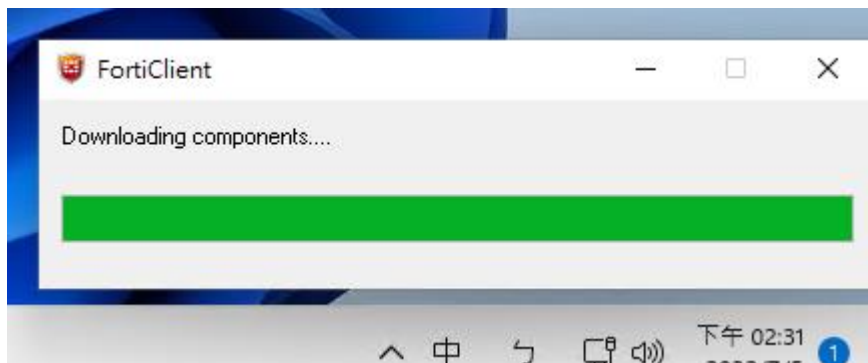 FortiClient
Downloading components....
中
ㄅ
下午 02:31
1